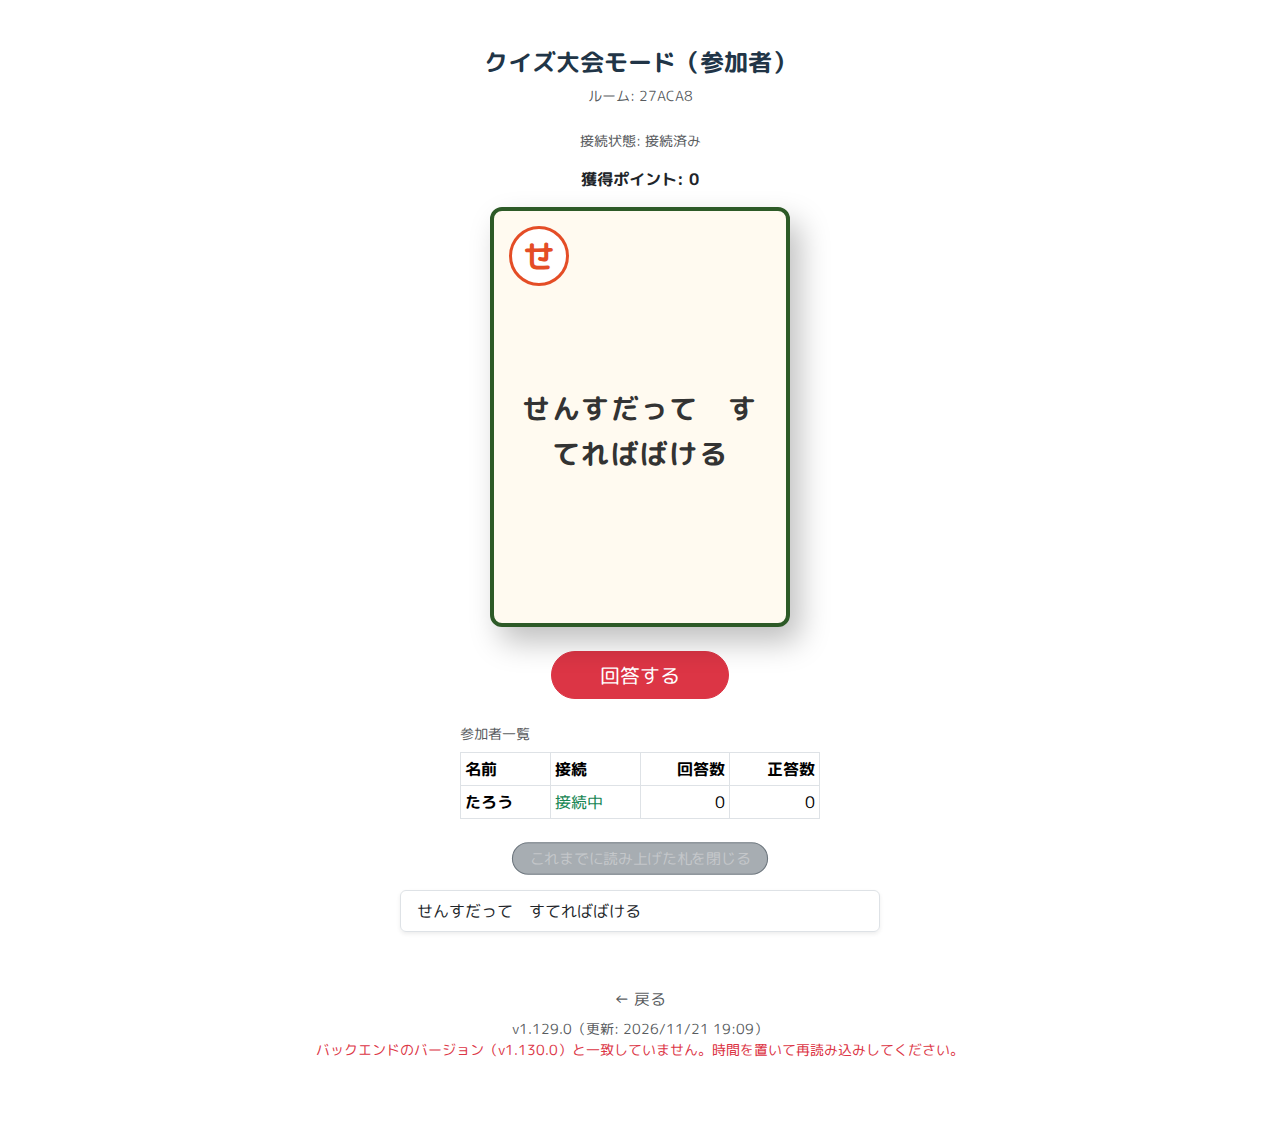 クイズ大会モード（参加者）
ルーム: 27ACA8
接続状態: 接続済み
獲得ポイント: 0
せ
せんすだって　す
てればばける
回答する
参加者一覧
名前 接続 回答数 正答数
たろう 接続中 0 0
これまでに読み上げた札を閉じる
せんすだって　すてればばける
← 戻る
v1.129.0（更新: 2026/11/21 19:09）
バックエンドのバージョン（v1.130.0）と一致していません。時間を置いて再読み込みしてください。